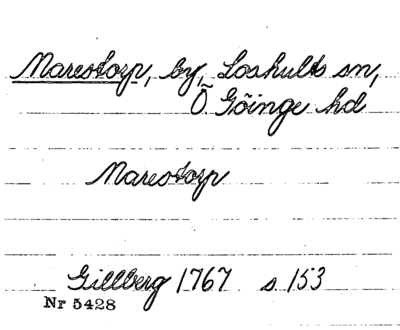 Marestorp, by, Loshults sn,
Ö. Göinge hd
Marestorp
Gillberg 1767 s 153
Nr 5428